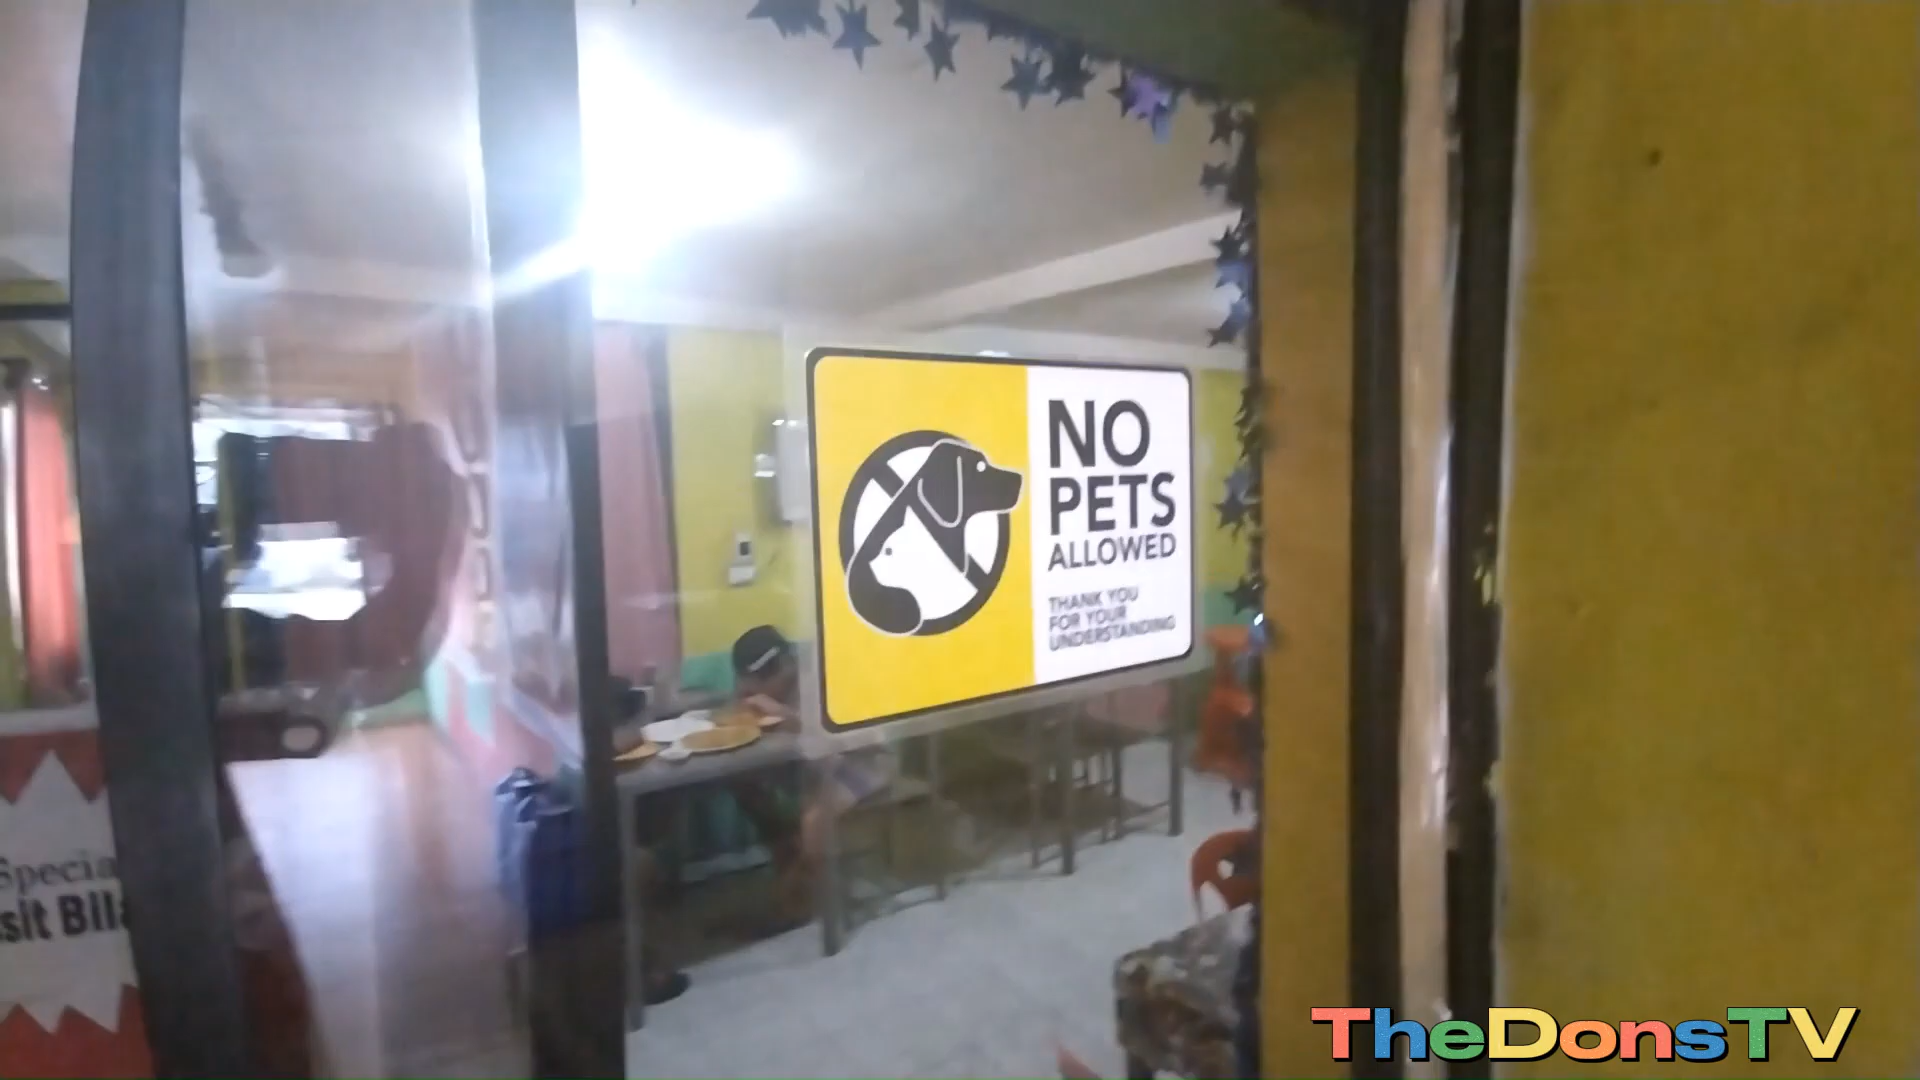 NO
PETS
ALLOWED
THANK YOU
FOR YOUR
UNDERSTANDING
TheDonsTV